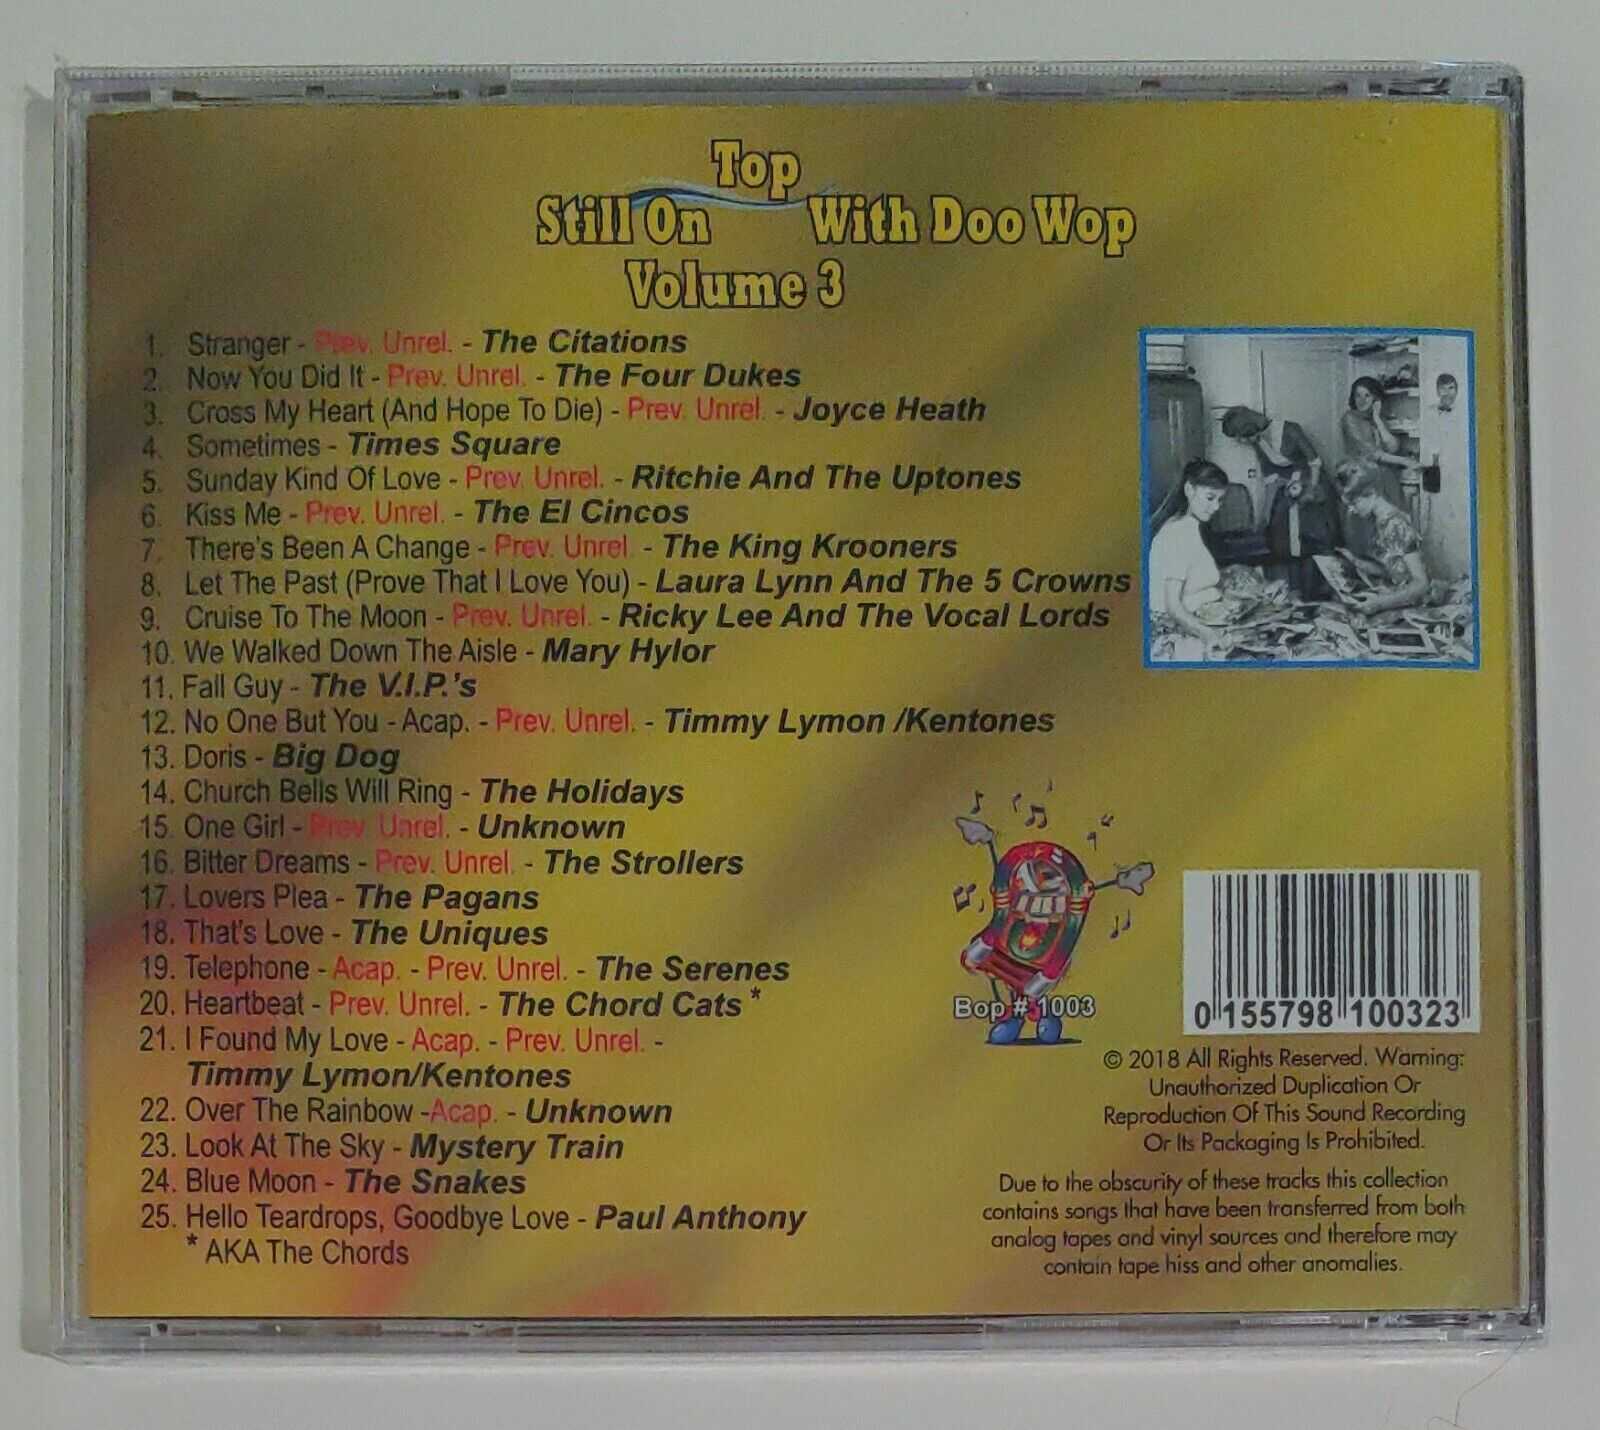 Top
Still On With Doo Wop
Volume 3
1. Stranger - Prev. Unrel. - The Citations
2. Now You Did It - Prev. Unrel. - The Four Dukes
3. Cross My Heart (And Hope To Die) - Prev. Unrel. - Joyce Heath
4. Sometimes - Times Square
5. Sunday Kind Of Love - Prev. Unrel. - Ritchie And The Uptones
6. Kiss Me - Prev. Unrel. - The El Cincos
7. There's Been A Change - Prev. Unrel. - The King Krooners
8. Let The Past (Prove That I Love You) - Laura Lynn And The 5 Crowns
9. Cruise To The Moon - Prev. Unrel. - Ricky Lee And The Vocal Lords
10. We Walked Down The Aisle - Mary Hylor
11. Fall Guy - The V.I.P.'s
12. No One But You - Acap. - Prev. Unrel. - Timmy Lymon /Kentones
13. Doris - Big Dog
14. Church Bells Will Ring - The Holidays
15. One Girl - Prev. Unrel. - Unknown
16. Bitter Dreams - Prev. Unrel. - The Strollers
17. Lovers Plea - The Pagans
18. That's Love - The Uniques
19. Telephone - Acap. - Prev. Unrel. - The Serenes
20. Heartbeat - Prev. Unrel. - The Chord Cats *
21. I Found My Love - Acap. - Prev. Unrel. -
Timmy Lymon/Kentones
22. Over The Rainbow -Acap. - Unknown
23. Look At The Sky - Mystery Train
24. Blue Moon - The Snakes
25. Hello Teardrops, Goodbye Love - Paul Anthony
* AKA The Chords
Bop # 1003
0 155798 100323
© 2018 All Rights Reserved. Warning:
Unauthorized Duplication Or
Reproduction Of This Sound Recording
Or Its Packaging Is Prohibited.
Due to the obscurity of these tracks this collection
contains songs that have been transferred from both
analog tapes and vinyl sources and therefore may
contain tape hiss and other anomalies.